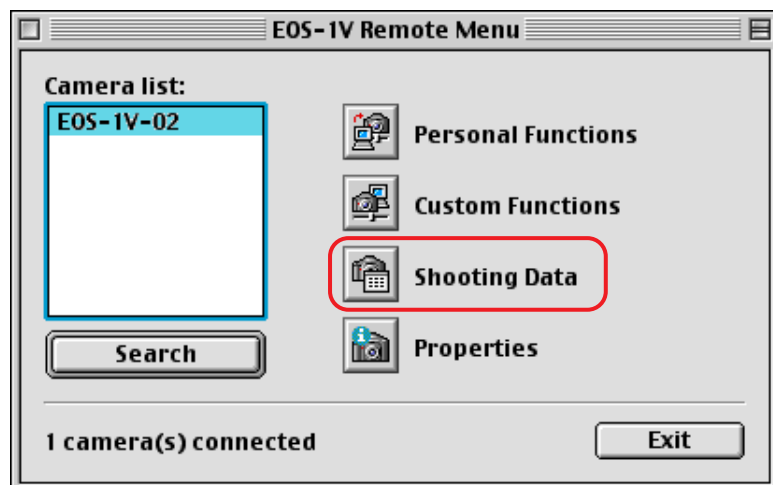 EOS-1V Remote Menu
Camera list:
EOS-1V-02
Personal Functions
Custom Functions
Shooting Data
Properties
Search
1 camera(s) connected
Exit